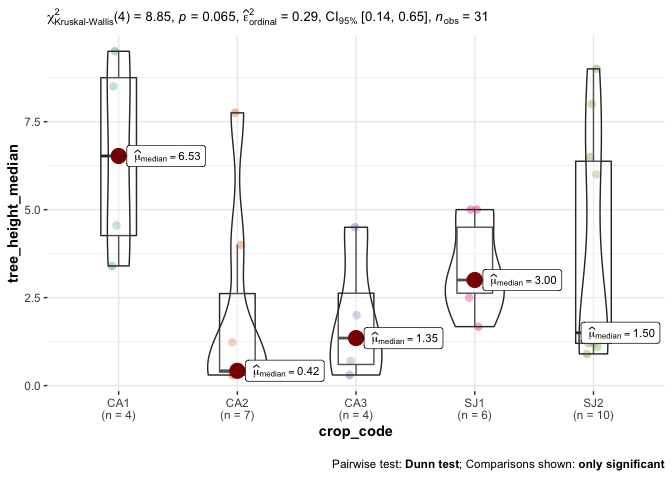 χ²Kruskal-Wallis(4) = 8.85, p = 0.065, ε̂²ordinal = 0.29, CI95% [0.14, 0.65], nobs = 31
tree_height_median
7.5
5.0
2.5
0.0
μ̂median = 6.53
μ̂median = 0.42
μ̂median = 1.35
μ̂median = 3.00
μ̂median = 1.50
CA1 CA2 CA3 SJ1 SJ2
(n = 4) (n = 7) (n = 4) (n = 6) (n = 10)
crop_code
Pairwise test: Dunn test; Comparisons shown: only significant